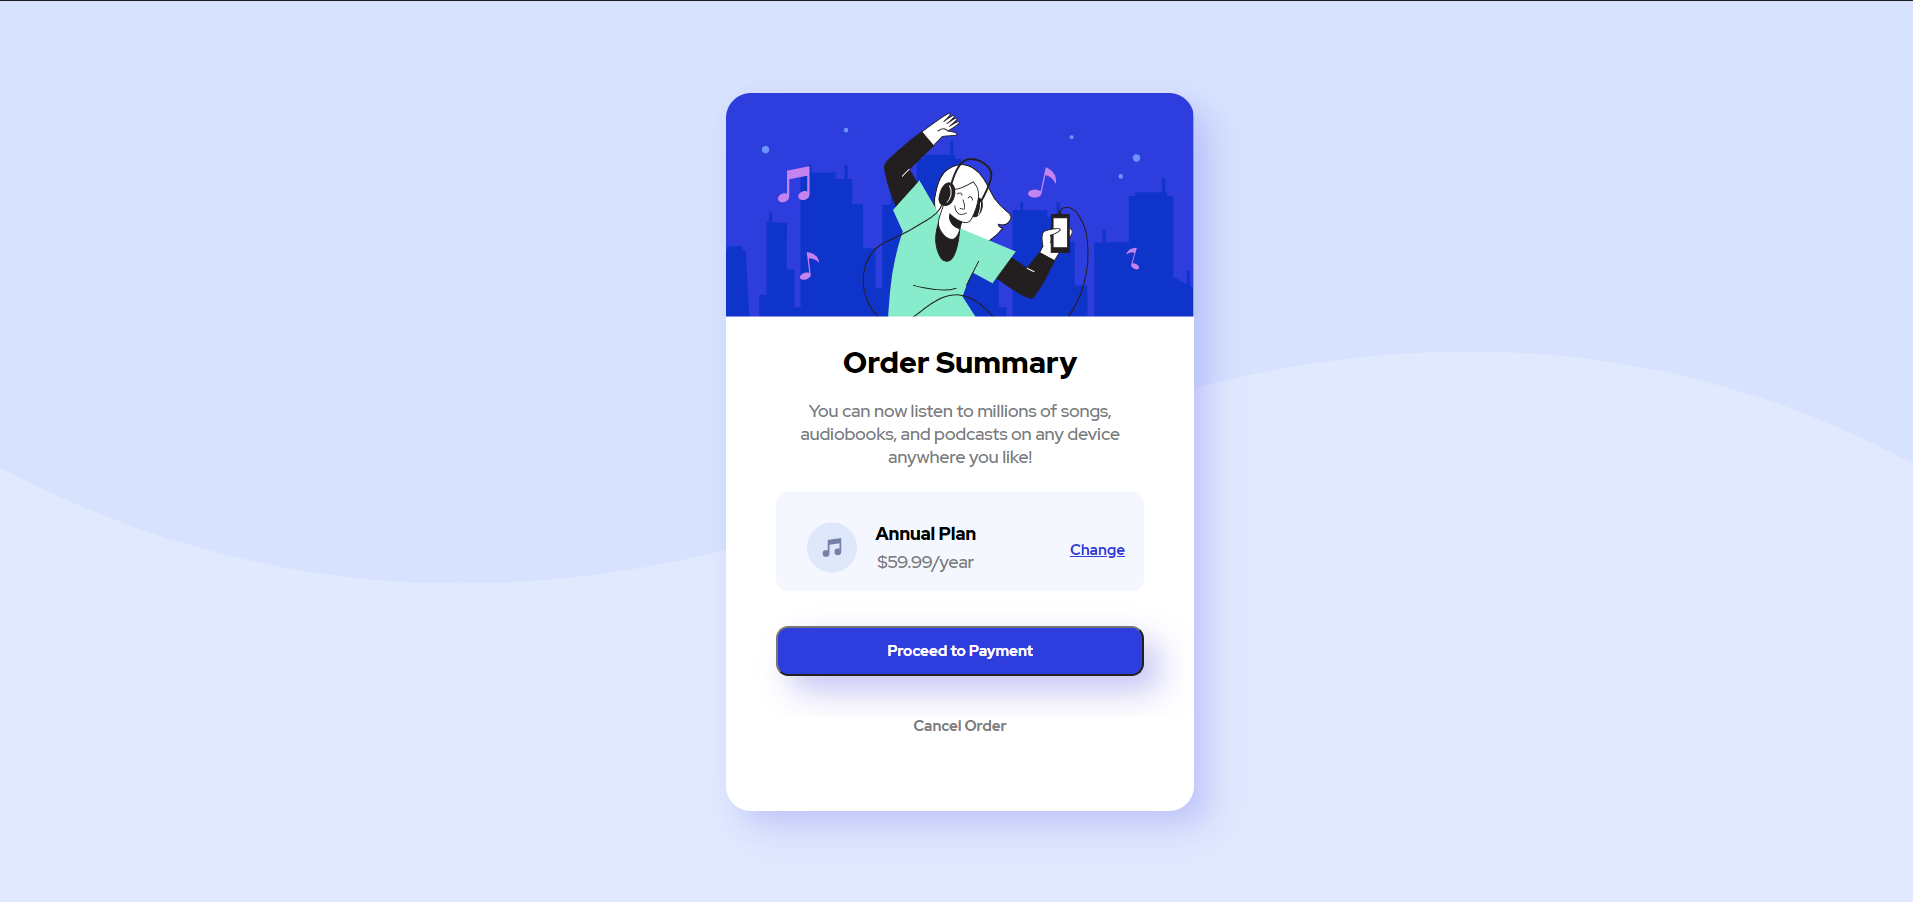 Order Summary
You can now listen to millions of songs,
audiobooks, and podcasts on any device
anywhere you like!
Annual Plan
$59.99/year
Change
Proceed to Payment
Cancel Order